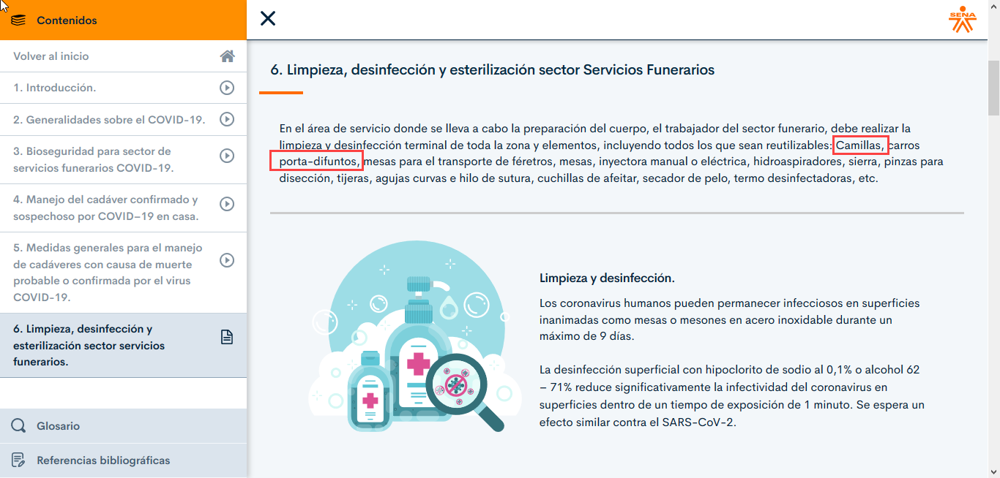 Contenidos
Volver al inicio
1. Introducción.
2. Generalidades sobre el COVID-19.
3. Bioseguridad para sector de
servicios funerarios COVID-19.
4. Manejo del cadáver confirmado y
sospechoso por COVID–19 en casa.
5. Medidas generales para el manejo
de cadáveres con causa de muerte
probable o confirmada por el virus
COVID-19.
6. Limpieza, desinfección y
esterilización sector servicios
funerarios.
Glosario
Referencias bibliográficas
SENA
6. Limpieza, desinfección y esterilización sector Servicios Funerarios
En el área de servicio donde se lleva a cabo la preparación del cuerpo, el trabajador del sector funerario, debe realizar la
limpieza y desinfección terminal de toda la zona y elementos, incluyendo todos los que sean reutilizables: Camillas, carros
porta-difuntos, mesas para el transporte de féretros, mesas, inyectora manual o eléctrica, hidroaspiradores, sierra, pinzas para
disección, tijeras, agujas curvas e hilo de sutura, cuchillas de afeitar, secador de pelo, termo desinfectadoras, etc.
Limpieza y desinfección.
Los coronavirus humanos pueden permanecer infecciosos en superficies
inanimadas como mesas o mesones en acero inoxidable durante un
máximo de 9 días.
La desinfección superficial con hipoclorito de sodio al 0,1% o alcohol 62
– 71% reduce significativamente la infectividad del coronavirus en
superficies dentro de un tiempo de exposición de 1 minuto. Se espera un
efecto similar contra el SARS-CoV-2.